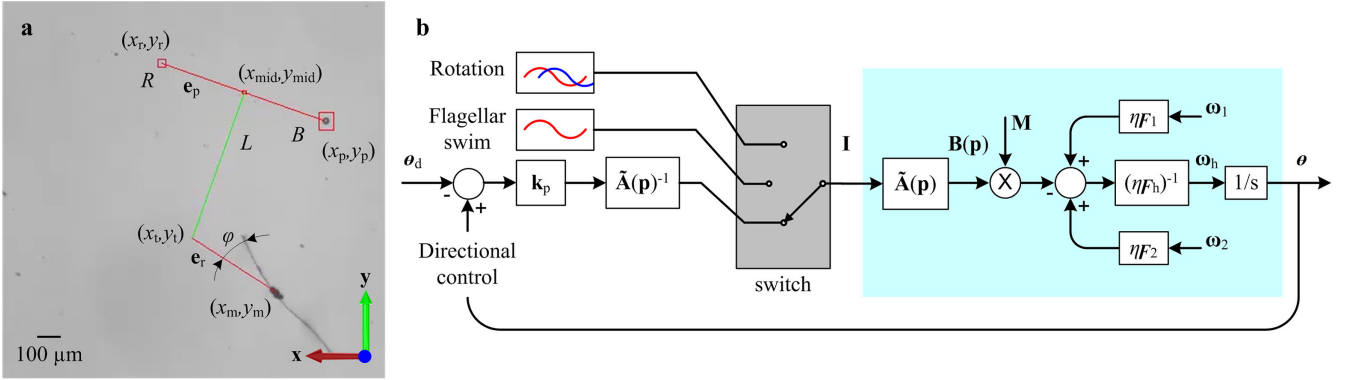 a
(xr,yr)
R
ep
(xmid,ymid)
B
(xp,yp)
L
(xt,yt)
φ
er
(xm,ym)
y
x
100 µm
b
Rotation
Flagellar
swim
θd
-
+
kp
Ã(p)-1
Directional
control
switch
I
Ã(p)
B(p)
M
X
-
+
+
ηF1
ω1
(ηFh)-1
ωh
1/s
θ
ηF2
ω2